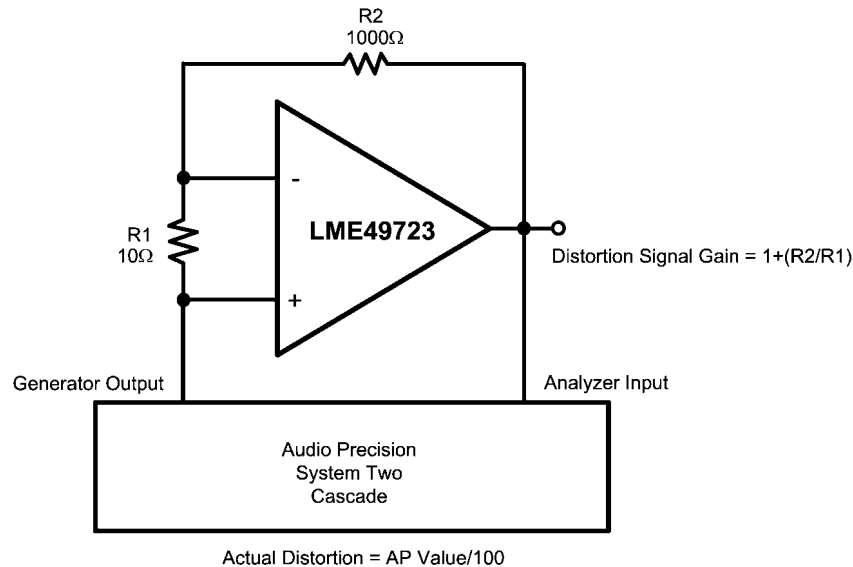 R2
1000Ω
-
R1
10Ω
LME49723
+
Distortion Signal Gain = 1+(R2/R1)
Generator Output
Analyzer Input
Audio Precision
System Two
Cascade
Actual Distortion = AP Value/100